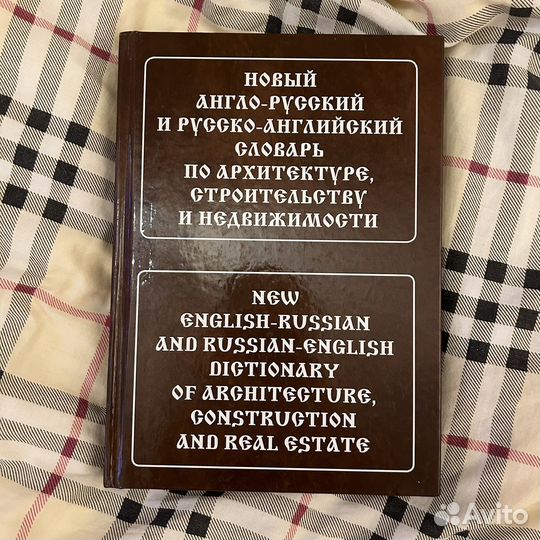 НОВЫЙ
АНГЛО-РУССКИЙ
И РУССКО-АНГЛИЙСКИЙ
СЛОВАРЬ
ПО АРХИТЕКТУРЕ,
СТРОИТЕЛЬСТВУ
И НЕДВИЖИМОСТИ
NEW
ENGLISH-RUSSIAN
AND RUSSIAN-ENGLISH
DICTIONARY
OF ARCHITECTURE,
CONSTRUCTION
AND REAL ESTATE
Avito